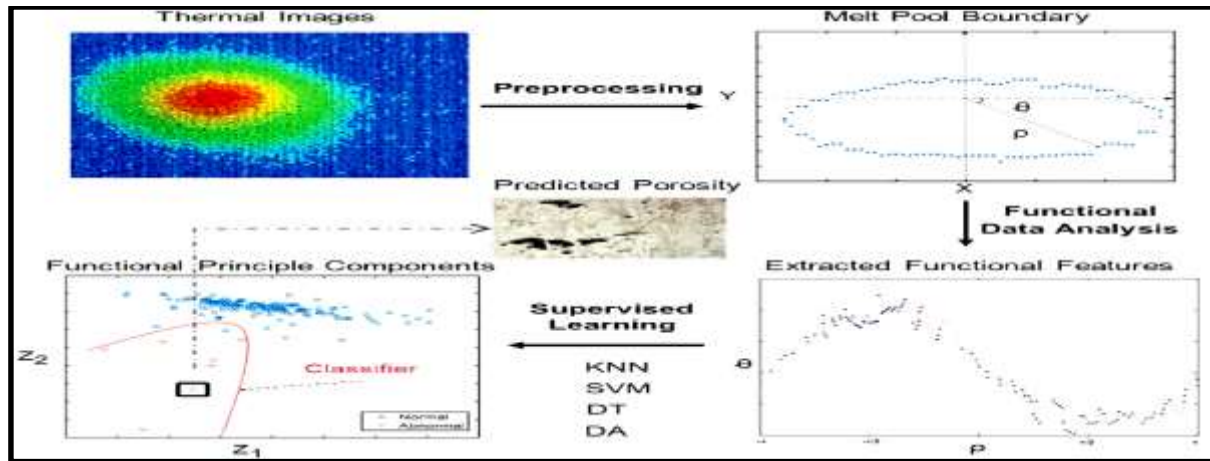 Thermal Images
Preprocessing
Melt Pool Boundary
Y
θ
ρ
X
Functional
Data Analysis
Predicted Porosity
Functional Principle Components
Z2
Classifier
Normal
Abnormal
Z1
Supervised
Learning
KNN
SVM
DT
DA
Extracted Functional Features
θ
ρ